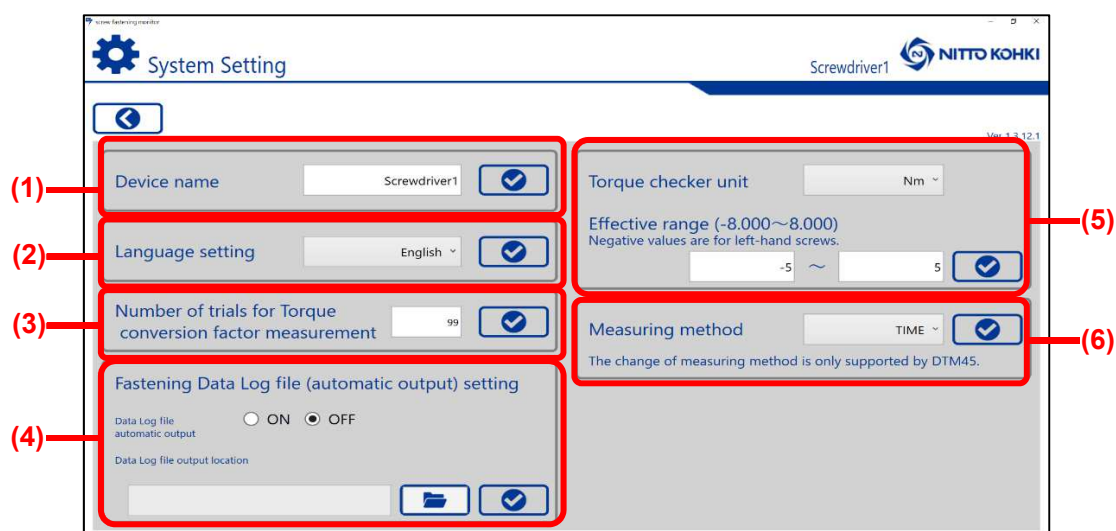 screw fastening monitor
System Setting
Screwdriver1
NITTO KOHKI
Ver. 1.3.12.1
(1)
Device name
Screwdriver1
(2)
Language setting
English
(3)
Number of trials for Torque
conversion factor measurement
99
(4)
Fastening Data Log file (automatic output) setting
Data Log file
automatic output
ON
OFF
Data Log file output location
(5)
Torque checker unit
Nm
Effective range (-8.000～8.000)
Negative values are for left-hand screws.
-5 ～ 5
(6)
Measuring method
TIME
The change of measuring method is only supported by DTM45.